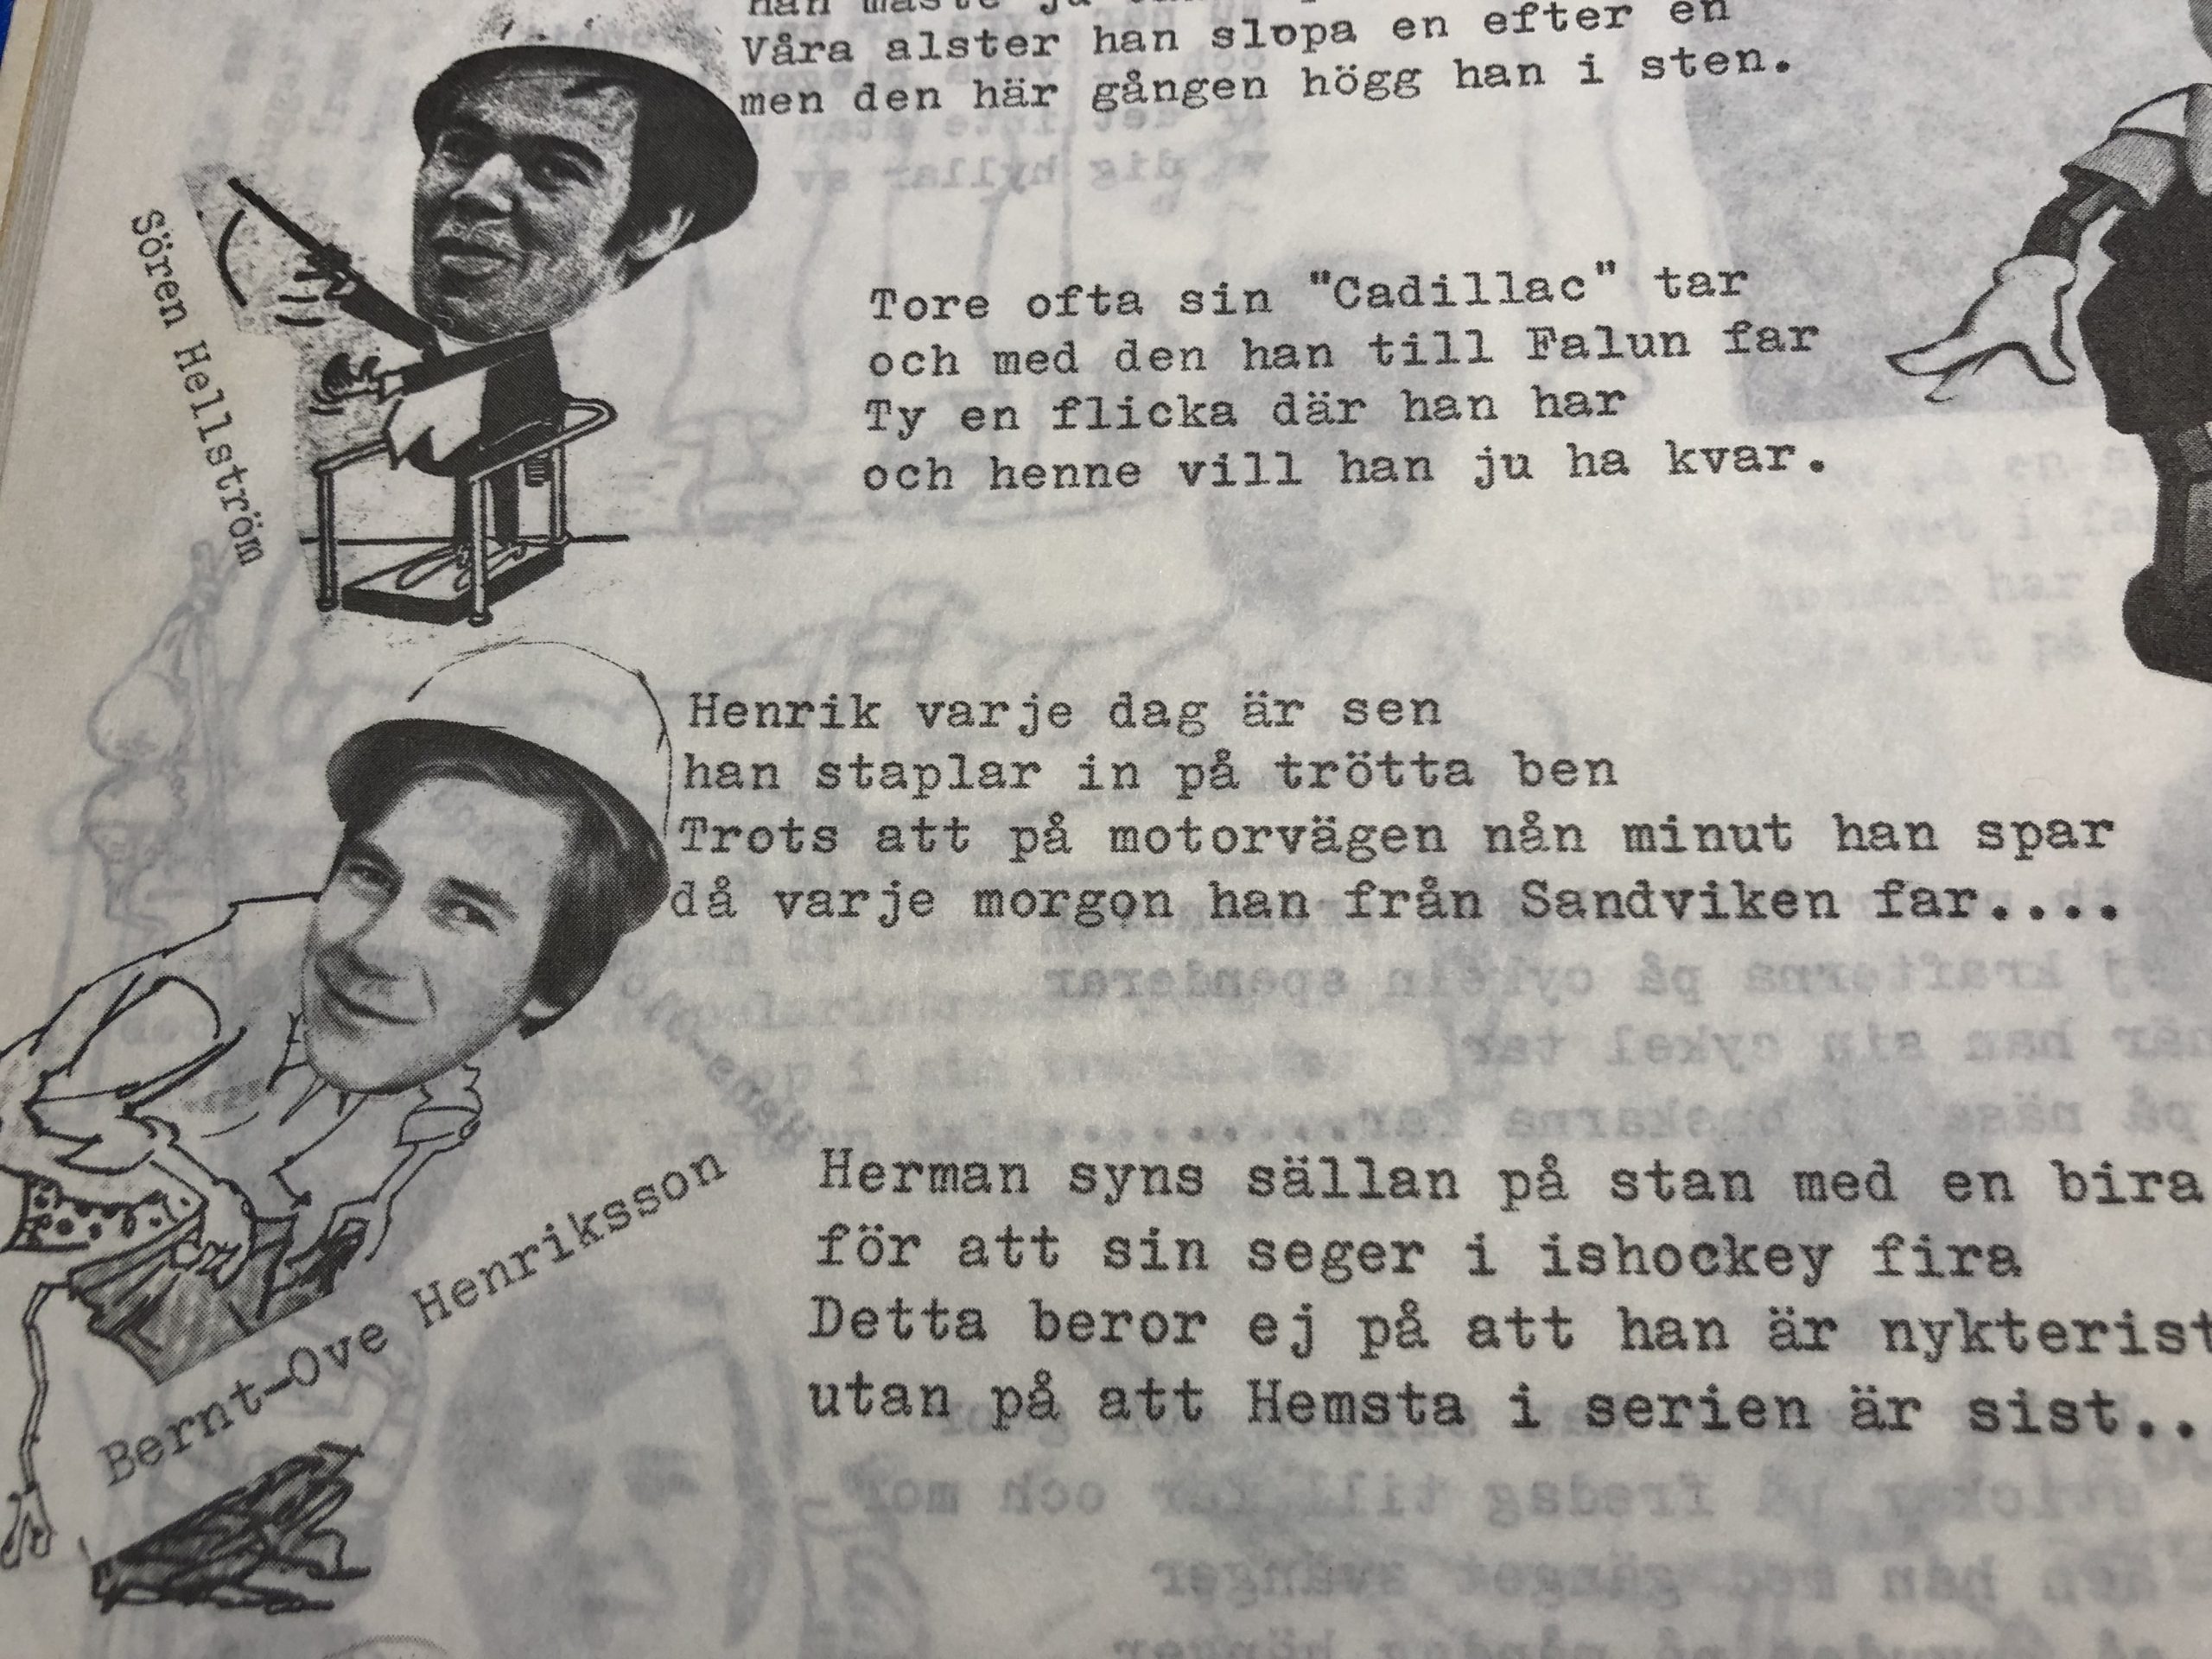 han måste ju
Våra alster han slopa en efter en
men den här gången högg han i sten.
Sören Hellström
Tore ofta sin "Cadillac" tar
och med den han till Falun far
Ty en flicka där han har
och henne vill han ju ha kvar.
Henrik varje dag är sen
han staplar in på trötta ben
Trots att på motorvägen nån minut han spar
då varje morgon han från Sandviken far....
Bernt-Ove Henriksson
Herman syns sällan på stan med en bira
för att sin seger i ishockey fira
Detta beror ej på att han är nykterist
utan på att Hemsta i serien är sist..